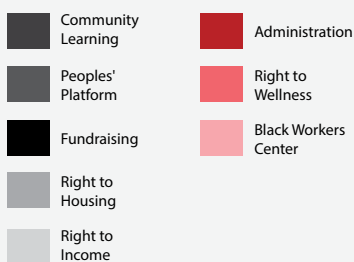 Community
Learning
Peoples'
Platform
Fundraising
Right to
Housing
Right to
Income
Administration
Right to
Wellness
Black Workers
Center